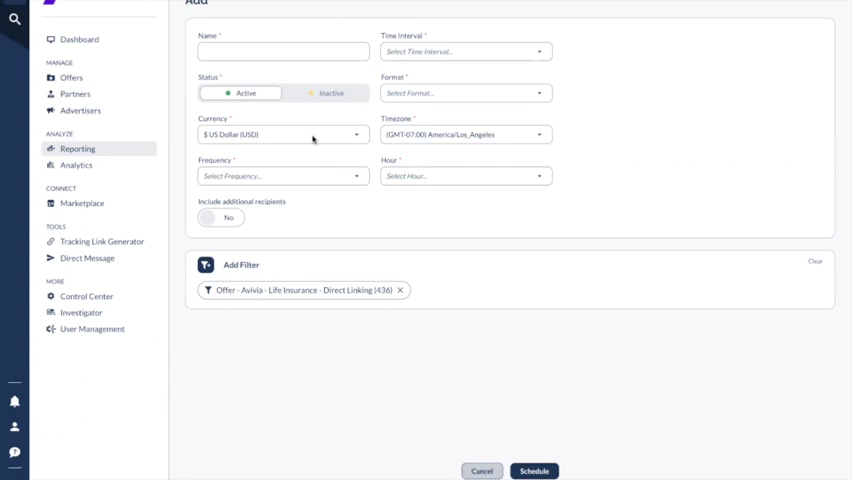 Add
Dashboard
MANAGE
Offers
Partners
Advertisers
ANALYZE
Reporting
Analytics
CONNECT
Marketplace
TOOLS
Tracking Link Generator
Direct Message
MORE
Control Center
Investigator
User Management
Name *
Time Interval *
Select Time Interval...
Status *
Active
Inactive
Format *
Select Format...
Currency *
$ US Dollar (USD)
Timezone *
(GMT-07:00) America/Los_Angeles
Frequency *
Select Frequency...
Hour *
Select Hour...
Include additional recipients
No
Add Filter
Clear
Offer - Avivia - Life Insurance - Direct Linking (436)
Cancel
Schedule